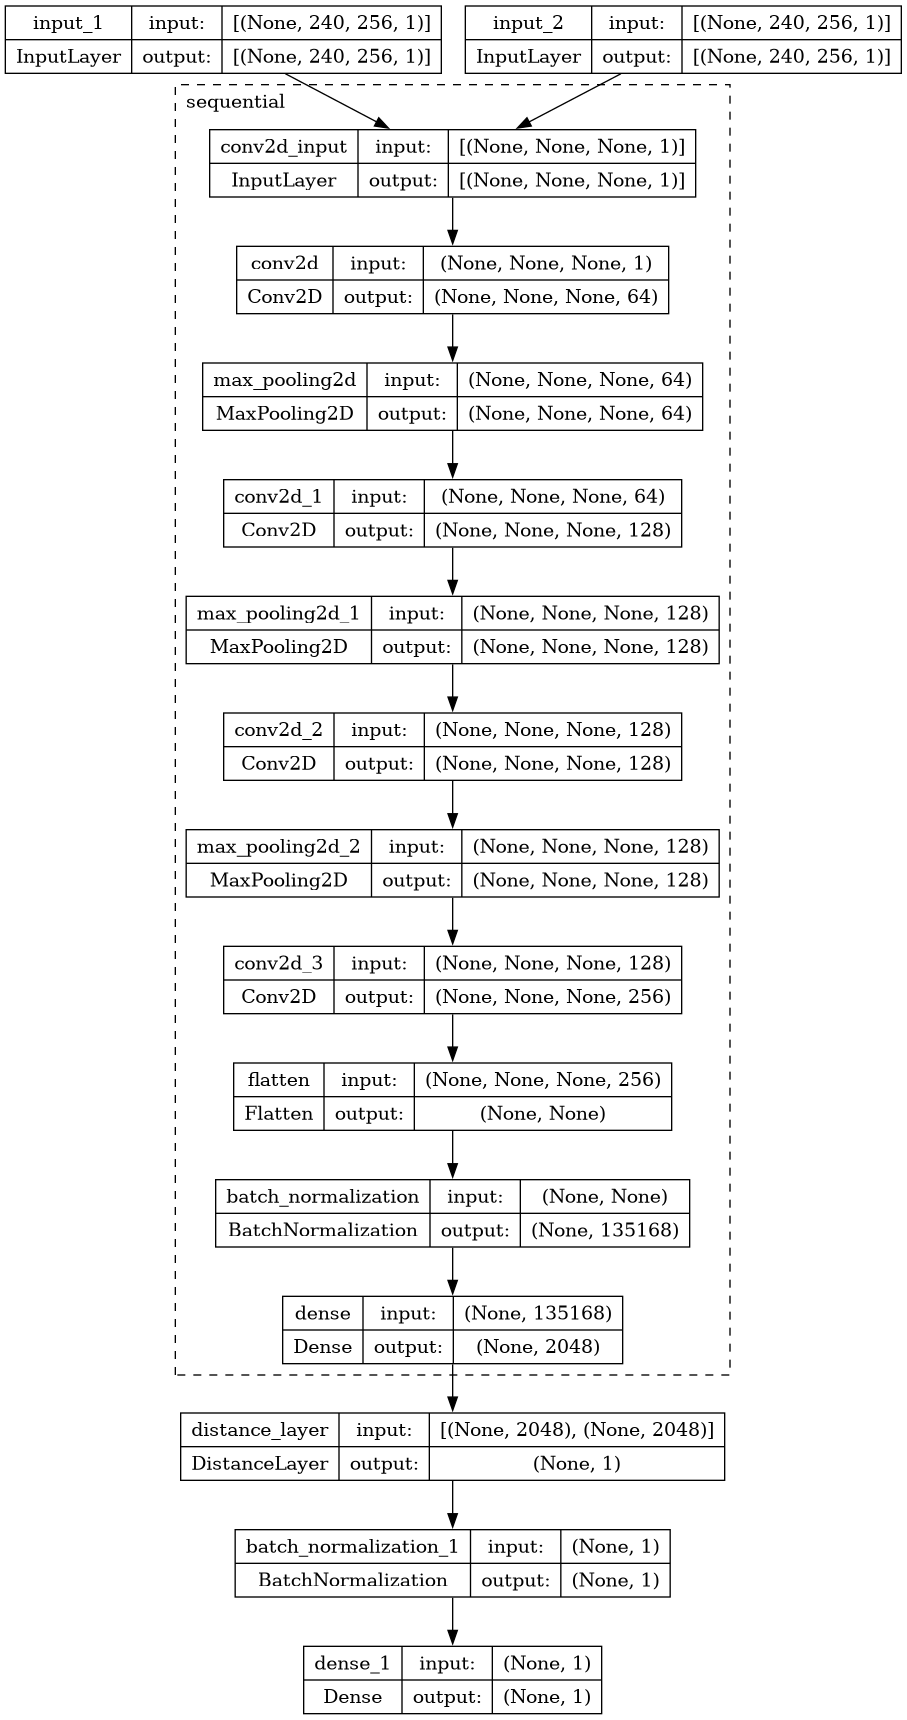 input_1 input: [(None, 240, 256, 1)] input_2 input: [(None, 240, 256, 1)]
InputLayer output: [(None, 240, 256, 1)] InputLayer output: [(None, 240, 256, 1)]
sequential
conv2d_input input: [(None, None, None, 1)]
InputLayer output: [(None, None, None, 1)]
conv2d input: (None, None, None, 1)
Conv2D output: (None, None, None, 64)
max_pooling2d input: (None, None, None, 64)
MaxPooling2D output: (None, None, None, 64)
conv2d_1 input: (None, None, None, 64)
Conv2D output: (None, None, None, 128)
max_pooling2d_1 input: (None, None, None, 128)
MaxPooling2D output: (None, None, None, 128)
conv2d_2 input: (None, None, None, 128)
Conv2D output: (None, None, None, 128)
max_pooling2d_2 input: (None, None, None, 128)
MaxPooling2D output: (None, None, None, 128)
conv2d_3 input: (None, None, None, 128)
Conv2D output: (None, None, None, 256)
flatten input: (None, None, None, 256)
Flatten output: (None, None)
batch_normalization input: (None, None)
BatchNormalization output: (None, 135168)
dense input: (None, 135168)
Dense output: (None, 2048)
distance_layer input: [(None, 2048), (None, 2048)]
DistanceLayer output: (None, 1)
batch_normalization_1 input: (None, 1)
BatchNormalization output: (None, 1)
dense_1 input: (None, 1)
Dense output: (None, 1)